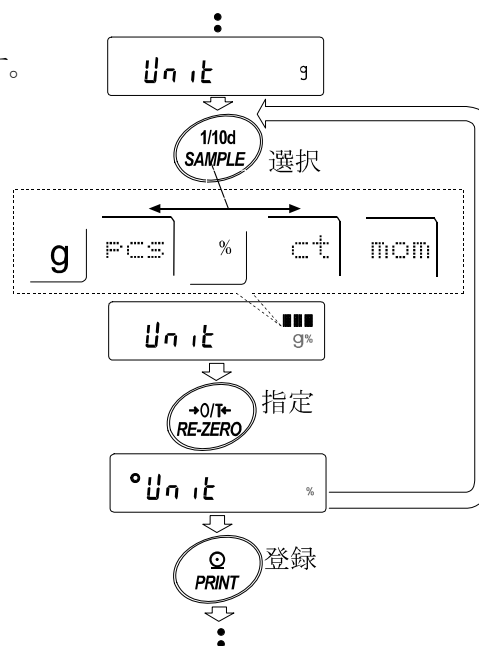 す。
Unit g
1/10d
SAMPLE 選択
g pcs % ct mom
Unit g%
→0/T←
RE-ZERO 指定
°Unit %
PRINT 登録